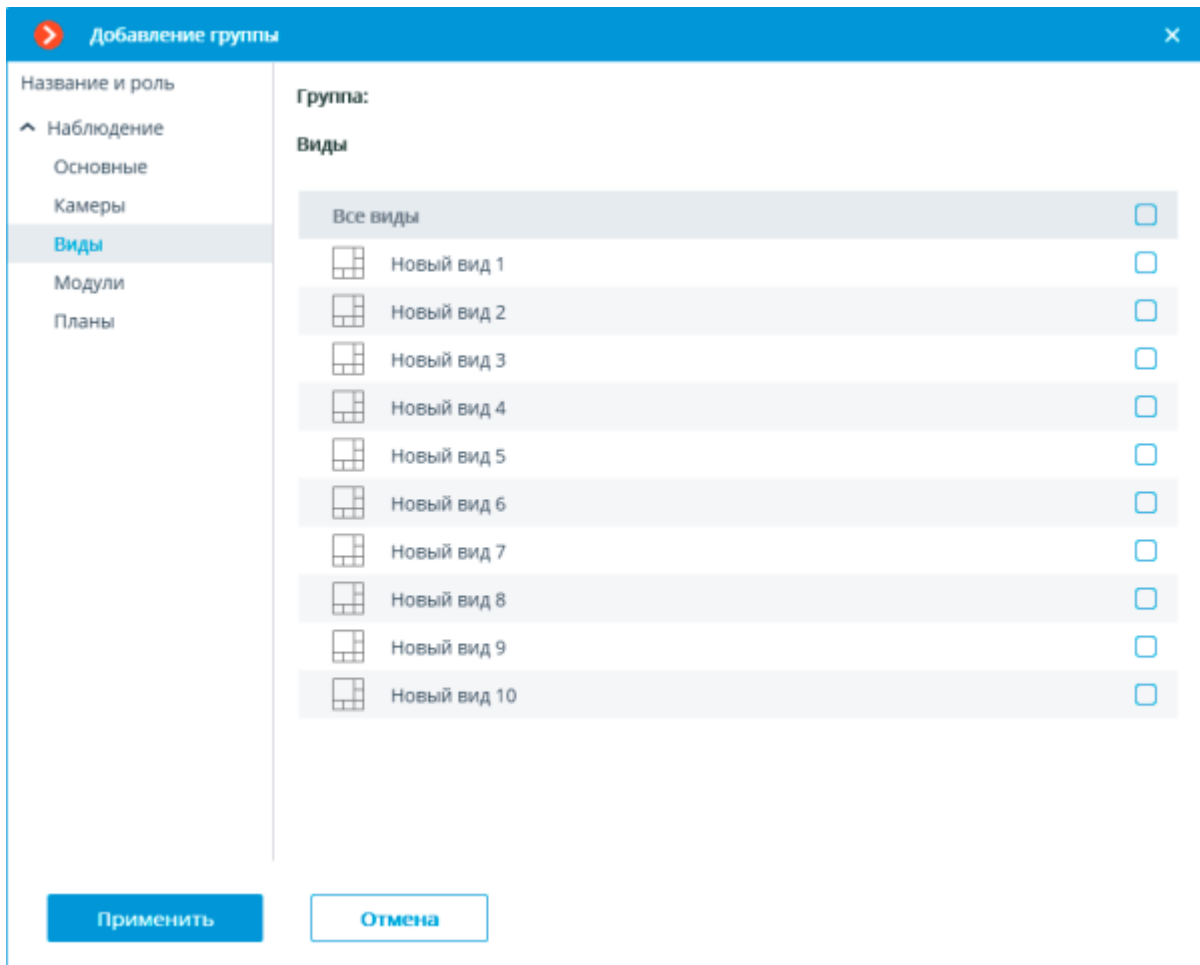 Добавление группы
Название и роль
Наблюдение
Основные
Камеры
Виды
Модули
Планы
Группа:
Виды
Все виды
Новый вид 1
Новый вид 2
Новый вид 3
Новый вид 4
Новый вид 5
Новый вид 6
Новый вид 7
Новый вид 8
Новый вид 9
Новый вид 10
Применить
Отмена